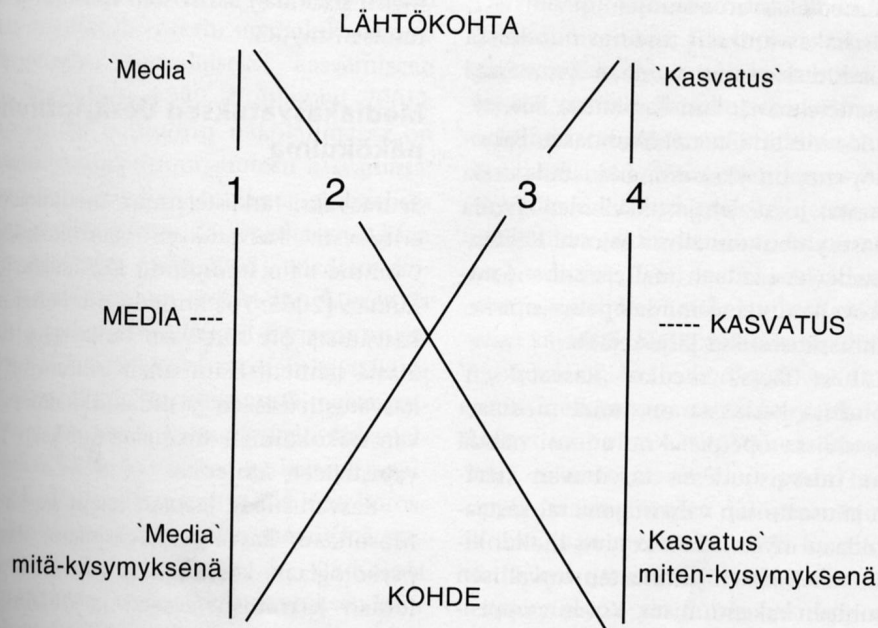 LÄHTÖKOHTA
`Media`
`Kasvatus`
1 2 3 4
MEDIA ---- ---- KASVATUS
`Media`
mitä-kysymyksenä
`Kasvatus`
miten-kysymyksenä
KOHDE